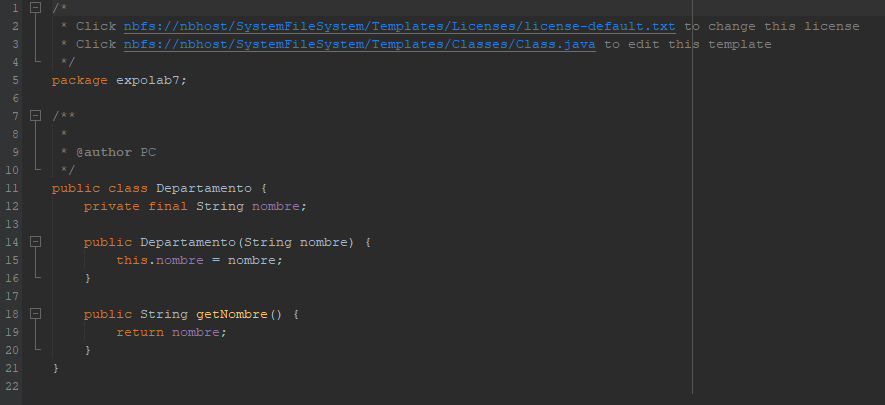 1 /*
2  * Click nbfs://nbhost/SystemFileSystem/Templates/Licenses/license-default.txt to change this license
3  * Click nbfs://nbhost/SystemFileSystem/Templates/Classes/Class.java to edit this template
4  */
5 package expolab7;
6
7 /**
8  *
9  * @author PC
10  */
11 public class Departamento {
12     private final String nombre;
13
14     public Departamento(String nombre) {
15         this.nombre = nombre;
16     }
17
18     public String getNombre() {
19         return nombre;
20     }
21 }
22